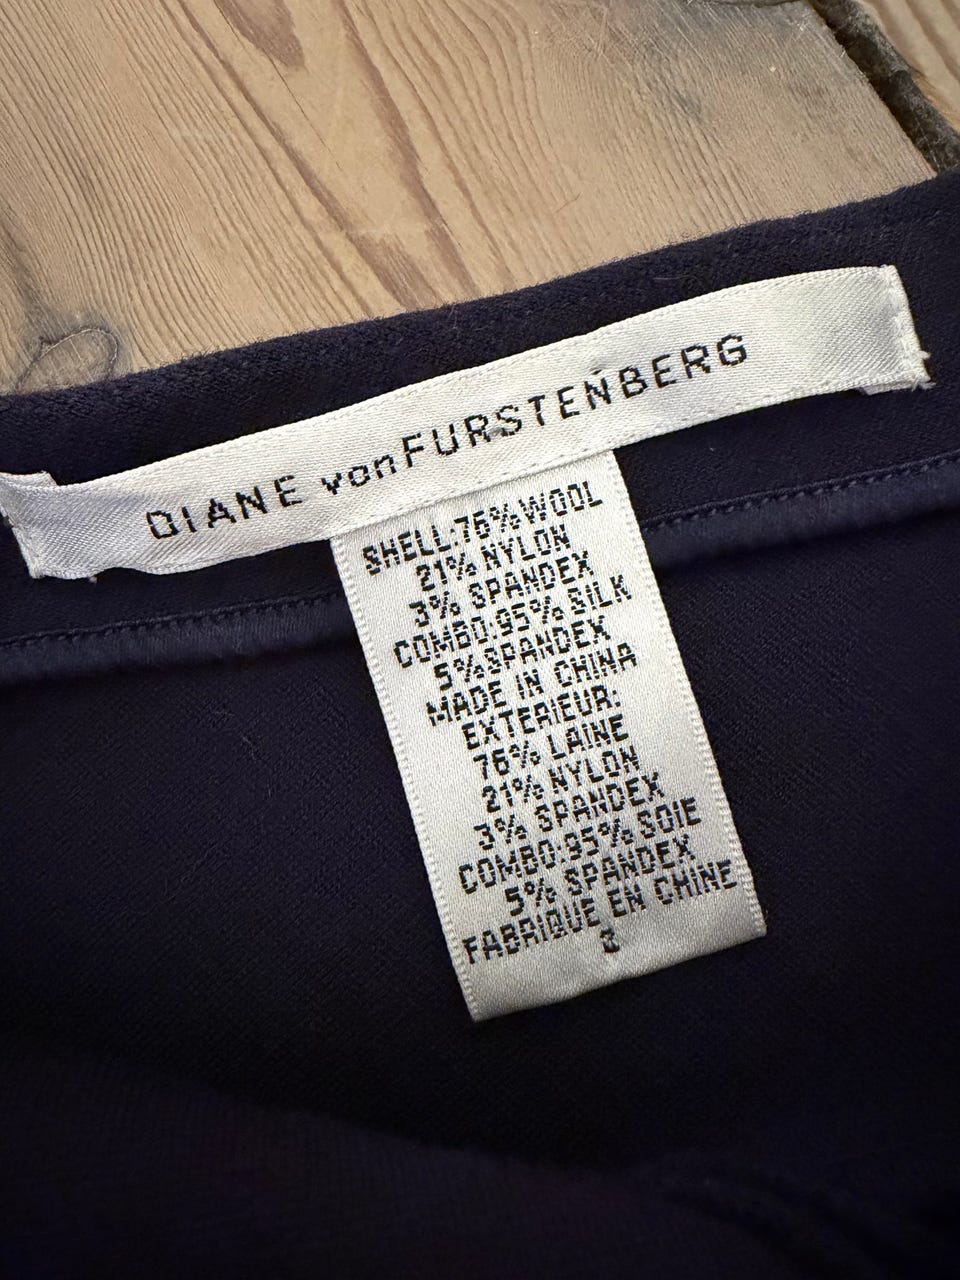 DIANE von FURSTENBERG
SHELL:76%WOOL
21% NYLON
3% SPANDEX
COMBO:95% SILK
5%SPANDEX
MADE IN CHINA
EXTERIEUR:
76% LAINE
21% NYLON
3% SPANDEX
COMBO:95% SOIE
5% SPANDEX
FABRIQUE EN CHINE